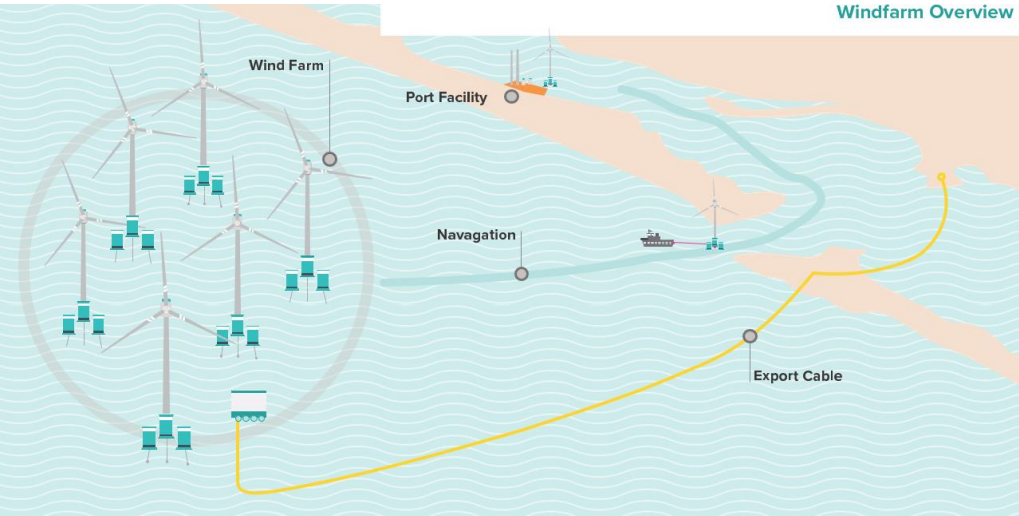 Windfarm Overview
Wind Farm
Port Facility
Navagation
Export Cable